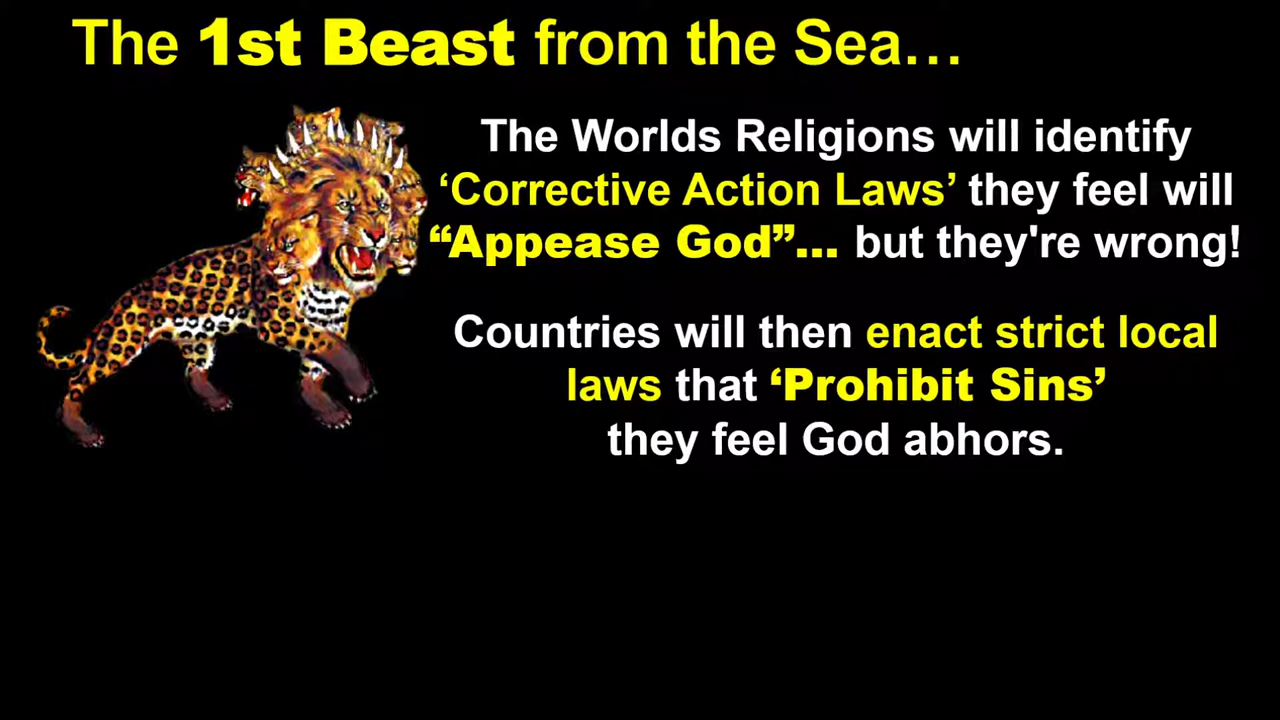 The 1st Beast from the Sea…
The Worlds Religions will identify
‘Corrective Action Laws’ they feel will
“Appease God”... but they're wrong!
Countries will then enact strict local
laws that ‘Prohibit Sins’
they feel God abhors.